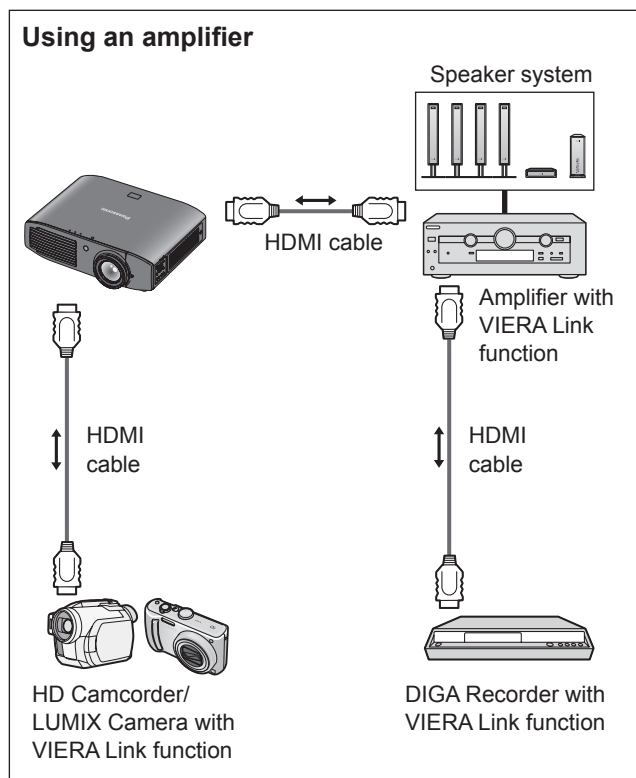 Using an amplifier
Speaker system
HDMI cable
Amplifier with
VIERA Link
function
HDMI
cable
HDMI
cable
HD Camcorder/
LUMIX Camera with
VIERA Link function
DIGA Recorder with
VIERA Link function
Panasonic